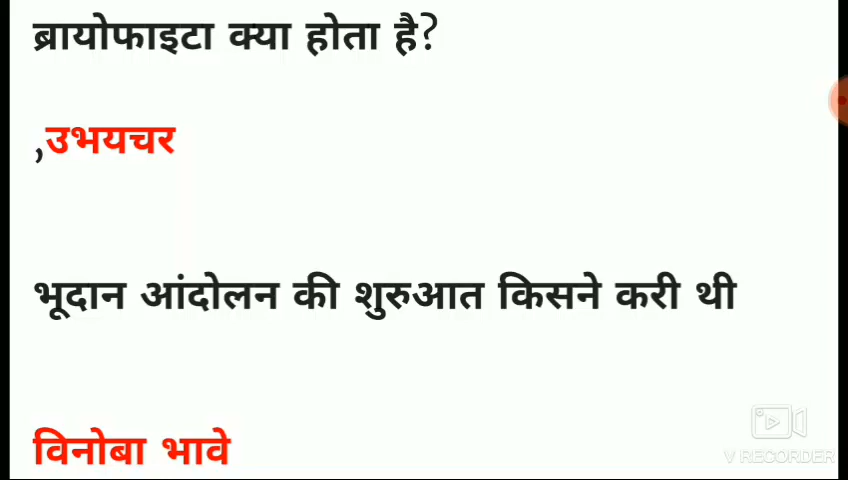 ब्रायोफाइटा क्या होता है?
,उभयचर
भूदान आंदोलन की शुरुआत किसने करी थी
विनोबा भावे
V RECORDER